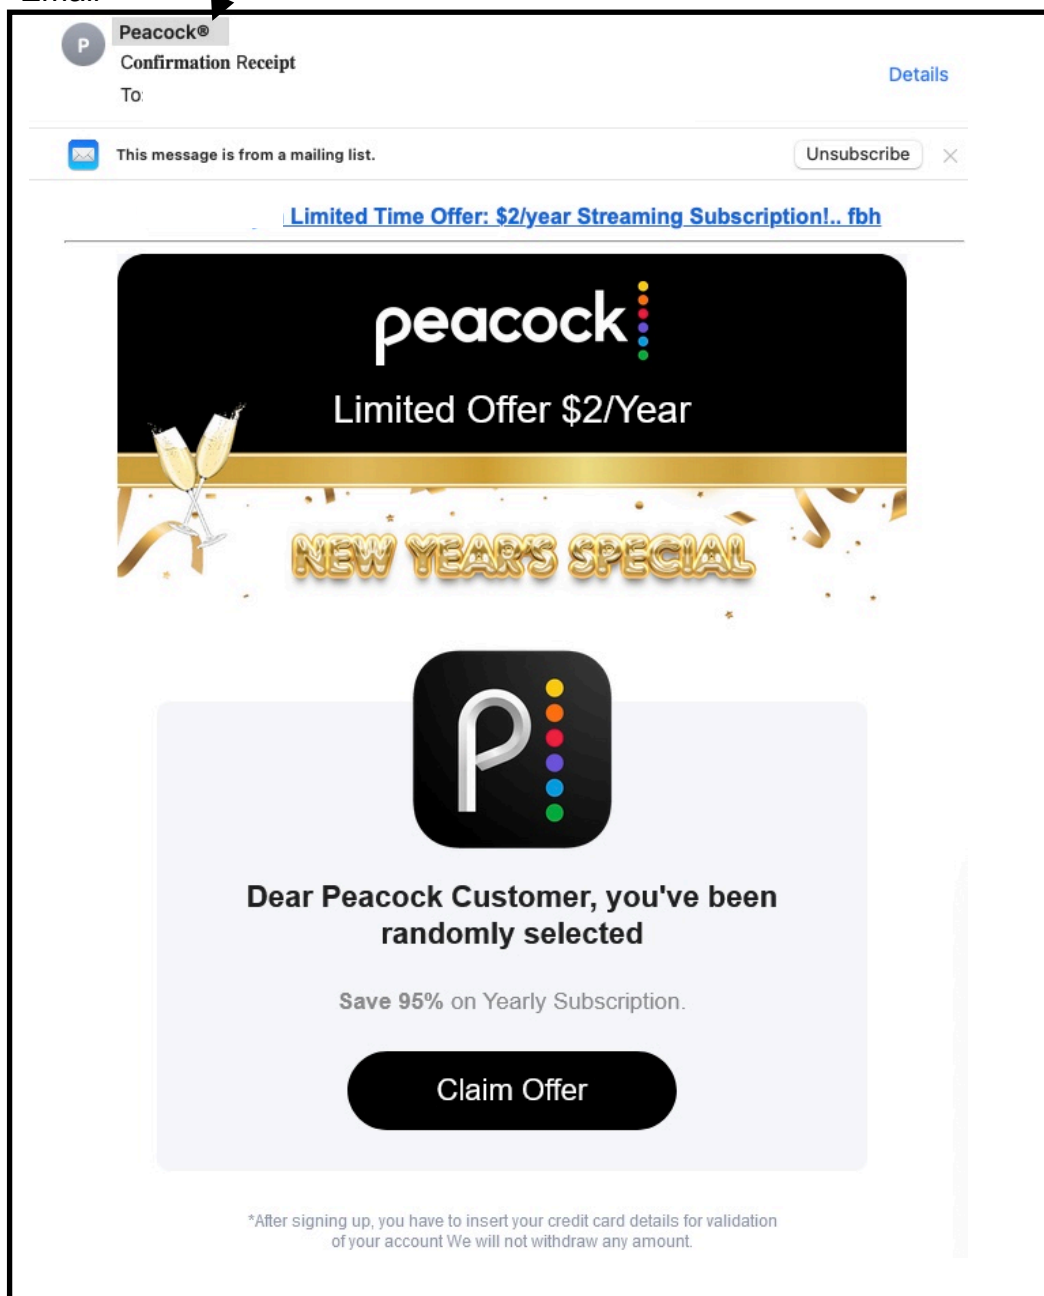 Email
P
Peacock®
Confirmation Receipt
To:
Details
This message is from a mailing list.
Unsubscribe
Limited Time Offer: $2/year Streaming Subscription!.. fbh
peacock
Limited Offer $2/Year
NEW YEAR'S SPECIAL
P
Dear Peacock Customer, you've been
randomly selected
Save 95% on Yearly Subscription.
Claim Offer
*After signing up, you have to insert your credit card details for validation
of your account We will not withdraw any amount.